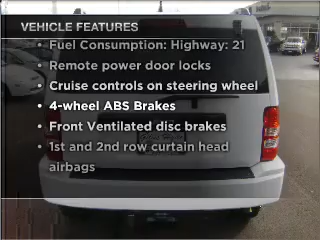 VEHICLE FEATURES
• Fuel Consumption: Highway: 21
• Remote power door locks
• Cruise controls on steering wheel
• 4-wheel ABS Brakes
• Front Ventilated disc brakes
• 1st and 2nd row curtain head
airbags